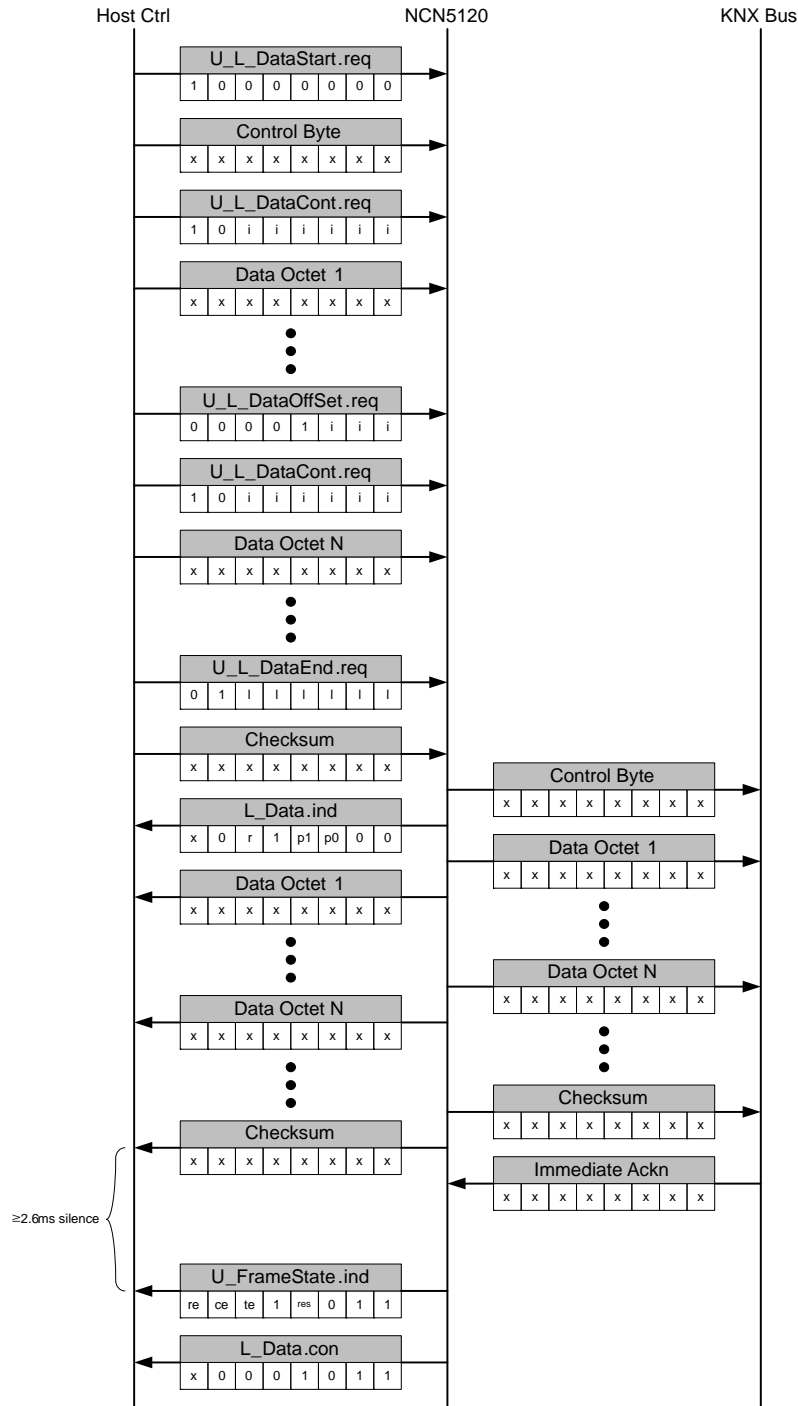 Host Ctrl NCN5120 KNX Bus
U_L_DataStart.req
1 0 0 0 0 0 0 0
Control Byte
x x x x x x x x
U_L_DataCont.req
1 0 i i i i i i
Data Octet 1
x x x x x x x x
U_L_DataOffSet.req
0 0 0 0 1 i i i
U_L_DataCont.req
1 0 i i i i i i
Data Octet N
x x x x x x x x
U_L_DataEnd.req
0 1 l l l l l l
Checksum
x x x x x x x x
Control Byte
x x x x x x x x
L_Data.ind
x 0 r 1 p1 p0 0 0
Data Octet 1
x x x x x x x x
Data Octet 1
x x x x x x x x
Data Octet N
x x x x x x x x
Data Octet N
x x x x x x x x
Checksum
x x x x x x x x
Checksum
x x x x x x x x
Immediate Ackn
x x x x x x x x
≥2.6ms silence
U_FrameState.ind
re ce te 1 res 0 1 1
L_Data.con
x 0 0 0 1 0 1 1